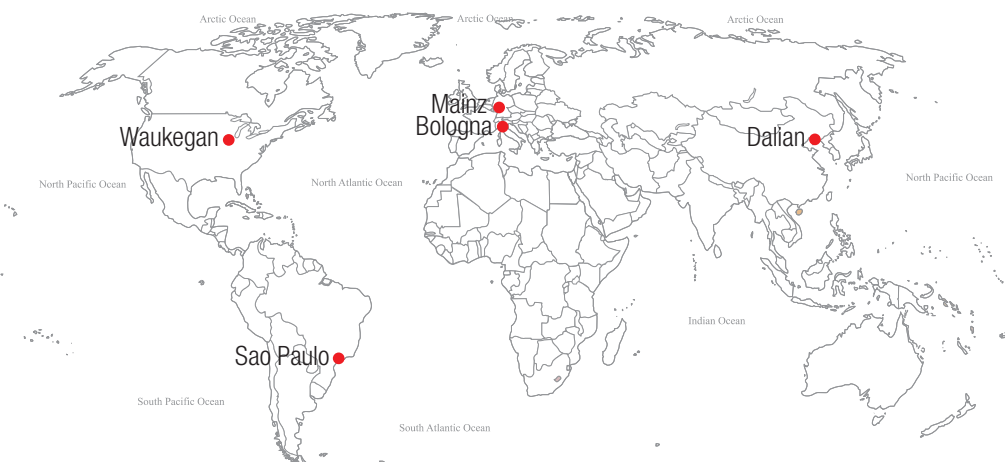 Arctic Ocean
Arctic Ocean
Arctic Ocean
Mainz
Bologna
Waukegan
Dalian
North Pacific Ocean
North Atlantic Ocean
North Pacific Ocean
Indian Ocean
Sao Paulo
South Pacific Ocean
South Atlantic Ocean